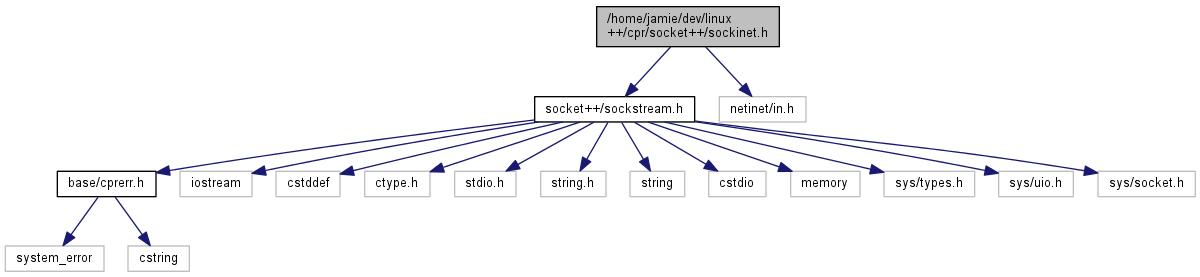 /home/jamie/dev/linux
++/cpr/socket++/sockinet.h
socket++/sockstream.h
netinet/in.h
base/cprerr.h
iostream
cstddef
ctype.h
stdio.h
string.h
string
cstdio
memory
sys/types.h
sys/uio.h
sys/socket.h
system_error
cstring